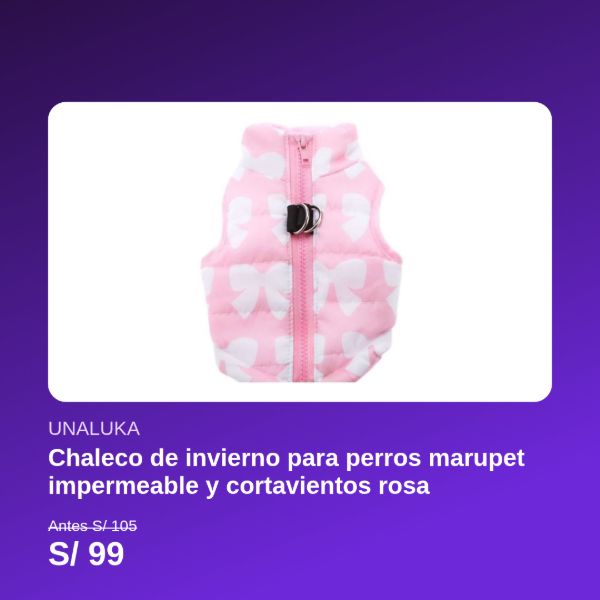 UNALUKA
Chaleco de invierno para perros marupet
impermeable y cortavientos rosa
Antes S/ 105
S/ 99